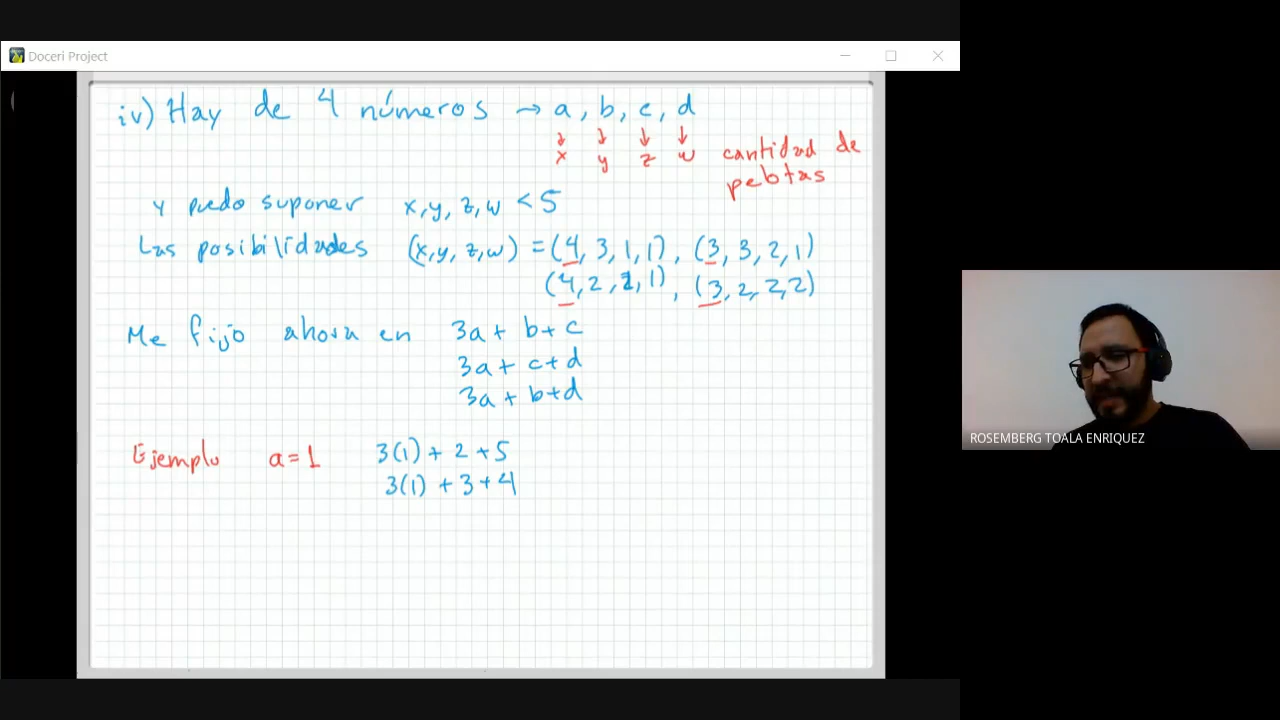 Doceri Project
iv) Hay de 4 números → a, b, c, d
x y z w cantidad de
pelotas
Y puedo suponer x, y, z, w < 5
Las posibilidades (x, y, z, w) = (4, 3, 1, 1), (3, 3, 2, 1)
(4, 2, 2, 1), (3, 2, 2, 2)
Me fijo ahora en 3a + b + c
3a + c + d
3a + b + d
Ejemplo a = 1 3(1) + 2 + 5
3(1) + 3 + 4
ROSEMBERG TOALA ENRIQUEZ